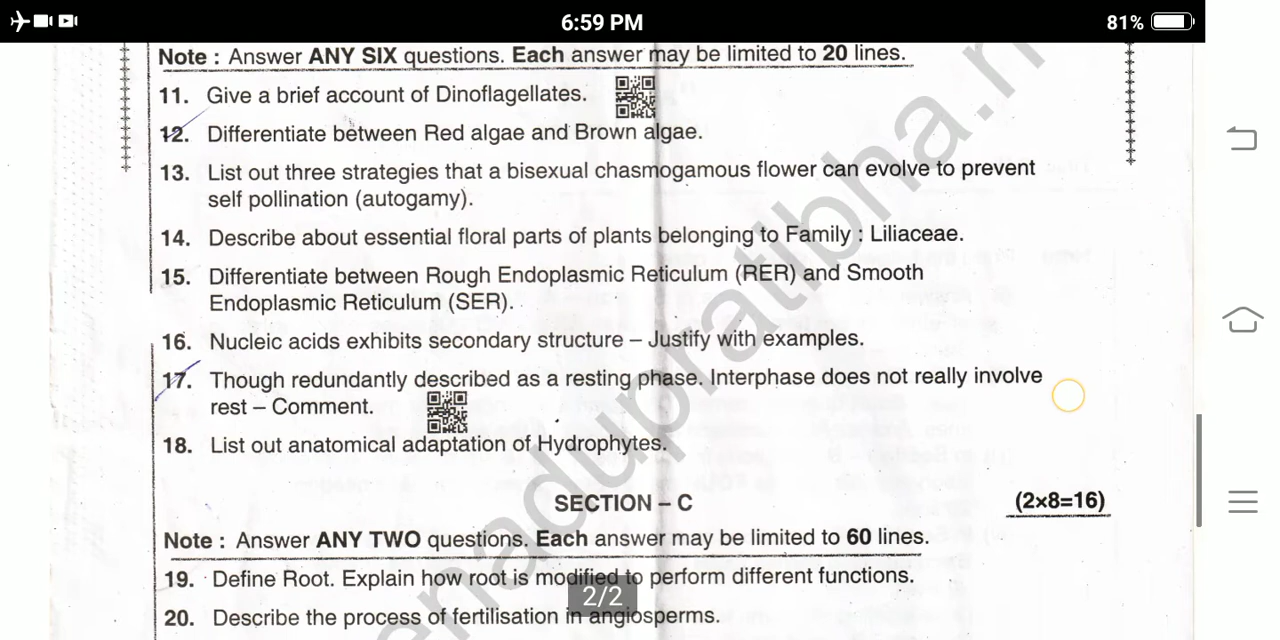 6:59 PM
81%
Note : Answer ANY SIX questions. Each answer may be limited to 20 lines.
11. Give a brief account of Dinoflagellates.
12. Differentiate between Red algae and Brown algae.
13. List out three strategies that a bisexual chasmogamous flower can evolve to prevent
self pollination (autogamy).
14. Describe about essential floral parts of plants belonging to Family : Liliaceae.
15. Differentiate between Rough Endoplasmic Reticulum (RER) and Smooth
Endoplasmic Reticulum (SER).
16. Nucleic acids exhibits secondary structure – Justify with examples.
17. Though redundantly described as a resting phase. Interphase does not really involve
rest – Comment.
18. List out anatomical adaptation of Hydrophytes.
SECTION – C
(2×8=16)
Note : Answer ANY TWO questions. Each answer may be limited to 60 lines.
19. Define Root. Explain how root is modified to perform different functions.
2/2
20. Describe the process of fertilisation in angiosperms.
enadupratibha.n